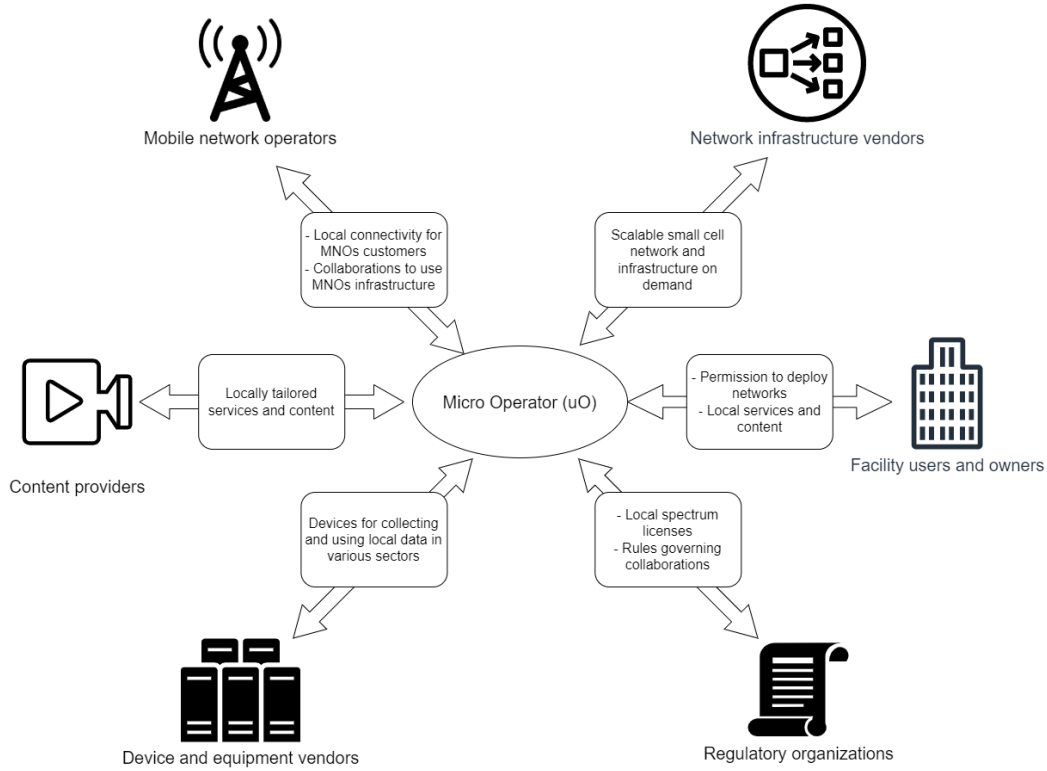 Mobile network operators
Network infrastructure vendors
- Local connectivity for
MNOs customers
- Collaborations to use
MNOs infrastructure
Scalable small cell
network and
infrastructure on
demand
Locally tailored
services and content
Micro Operator (uO)
- Permission to deploy
networks
- Local services and
content
Content providers
Facility users and owners
Devices for collecting
and using local data in
various sectors
- Local spectrum
licenses
- Rules governing
collaborations
Device and equipment vendors
Regulatory organizations